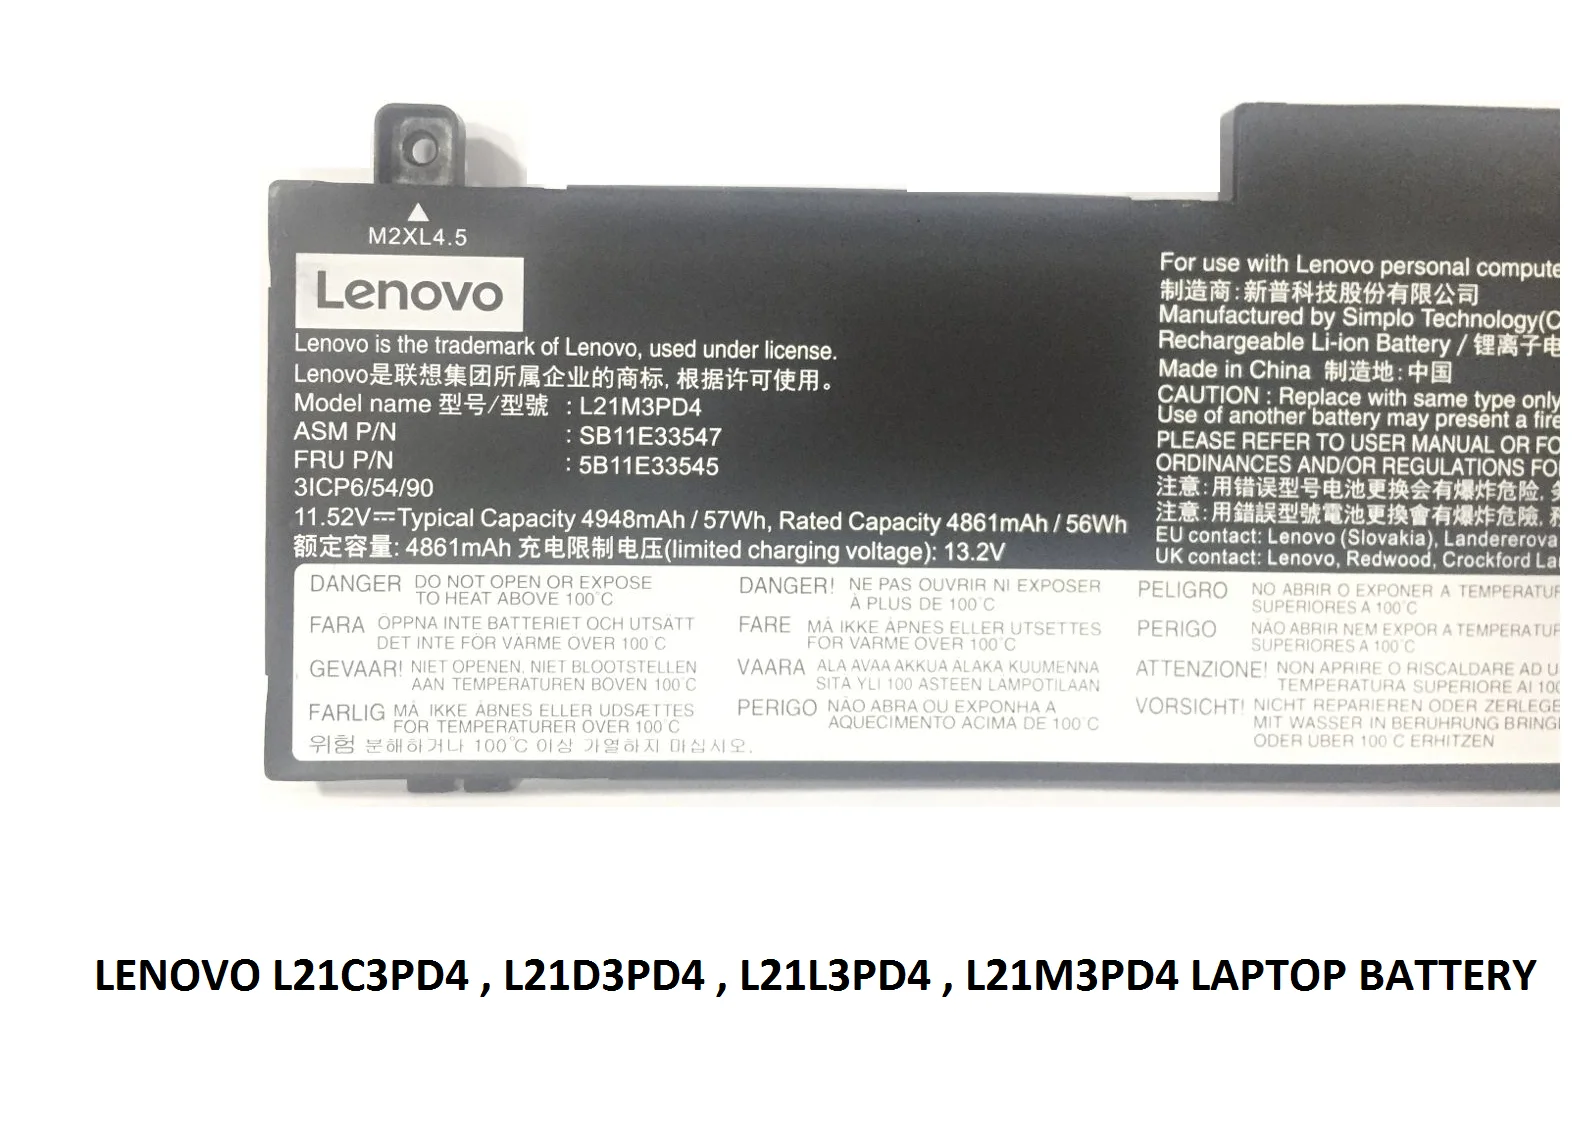 M2XL4.5
Lenovo
Lenovo is the trademark of Lenovo, used under license.
Lenovo是联想集团所属企业的商标, 根据许可使用。
Model name 型号/型號 : L21M3PD4
ASM P/N : SB11E33547
FRU P/N : 5B11E33545
3ICP6/54/90
11.52V⎓Typical Capacity 4948mAh / 57Wh, Rated Capacity 4861mAh / 56Wh
额定容量: 4861mAh 充电限制电压(limited charging voltage): 13.2V
For use with Lenovo personal compute
制造商:新普科技股份有限公司
Manufactured by Simplo Technology(C
Rechargeable Li-ion Battery / 锂离子电
Made in China 制造地:中国
CAUTION : Replace with same type only
Use of another battery may present a fire
PLEASE REFER TO USER MANUAL OR FO
ORDINANCES AND/OR REGULATIONS FO
注意:用错误型号电池更换会有爆炸危险,
注意:用錯誤型號電池更換會有爆炸危險,
EU contact: Lenovo (Slovakia), Landererova
UK contact: Lenovo, Redwood, Crockford La
DANGER DO NOT OPEN OR EXPOSE
TO HEAT ABOVE 100°C
FARA ÖPPNA INTE BATTERIET OCH UTSÄTT
DET INTE FÖR VÄRME ÖVER 100°C
GEVAAR! NIET OPENEN, NIET BLOOTSTELLEN
AAN TEMPERATUREN BOVEN 100°C
FARLIG MÅ IKKE ÅBNES ELLER UDSÆTTES
FOR TEMPERATURER OVER 100°C
위험 분해하거나 100°C 이상 가열하지 마십시오.
DANGER! NE PAS OUVRIR NI EXPOSER
À PLUS DE 100°C
FARE MÅ IKKE ÅPNES ELLER UTSETTES
FOR VARME OVER 100°C
VAARA ÄLÄ AVAA AKKUA ÄLÄKÄ KUUMENNA
SITÄ YLI 100 ASTEEN LÄMPÖTILAAN
PERIGO NÃO ABRA OU EXPONHA A
AQUECIMENTO ACIMA DE 100°C
PELIGRO NO ABRIR O EXPONER A TEMPERATUR
SUPERIORES A 100°C
PERIGO NÃO ABRIR NEM EXPOR A TEMPERATUR
SUPERIORES A 100°C
ATTENZIONE! NON APRIRE O RISCALDARE AD U
TEMPERATURA SUPERIORE AI 100
VORSICHT! NICHT REPARIEREN ODER ZERLEGE
MIT WASSER IN BERÜHRUNG BRING
ODER ÜBER 100°C ERHITZEN
LENOVO L21C3PD4 , L21D3PD4 , L21L3PD4 , L21M3PD4 LAPTOP BATTERY